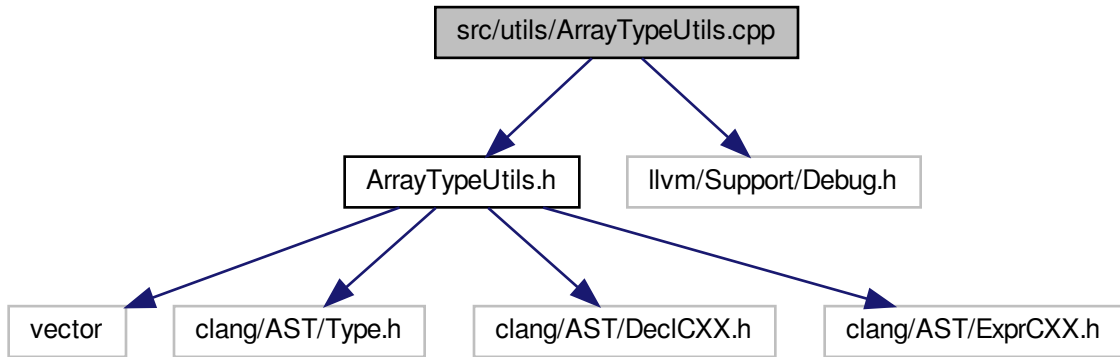 src/utils/ArrayTypeUtils.cpp
ArrayTypeUtils.h
llvm/Support/Debug.h
vector
clang/AST/Type.h
clang/AST/DeclCXX.h
clang/AST/ExprCXX.h